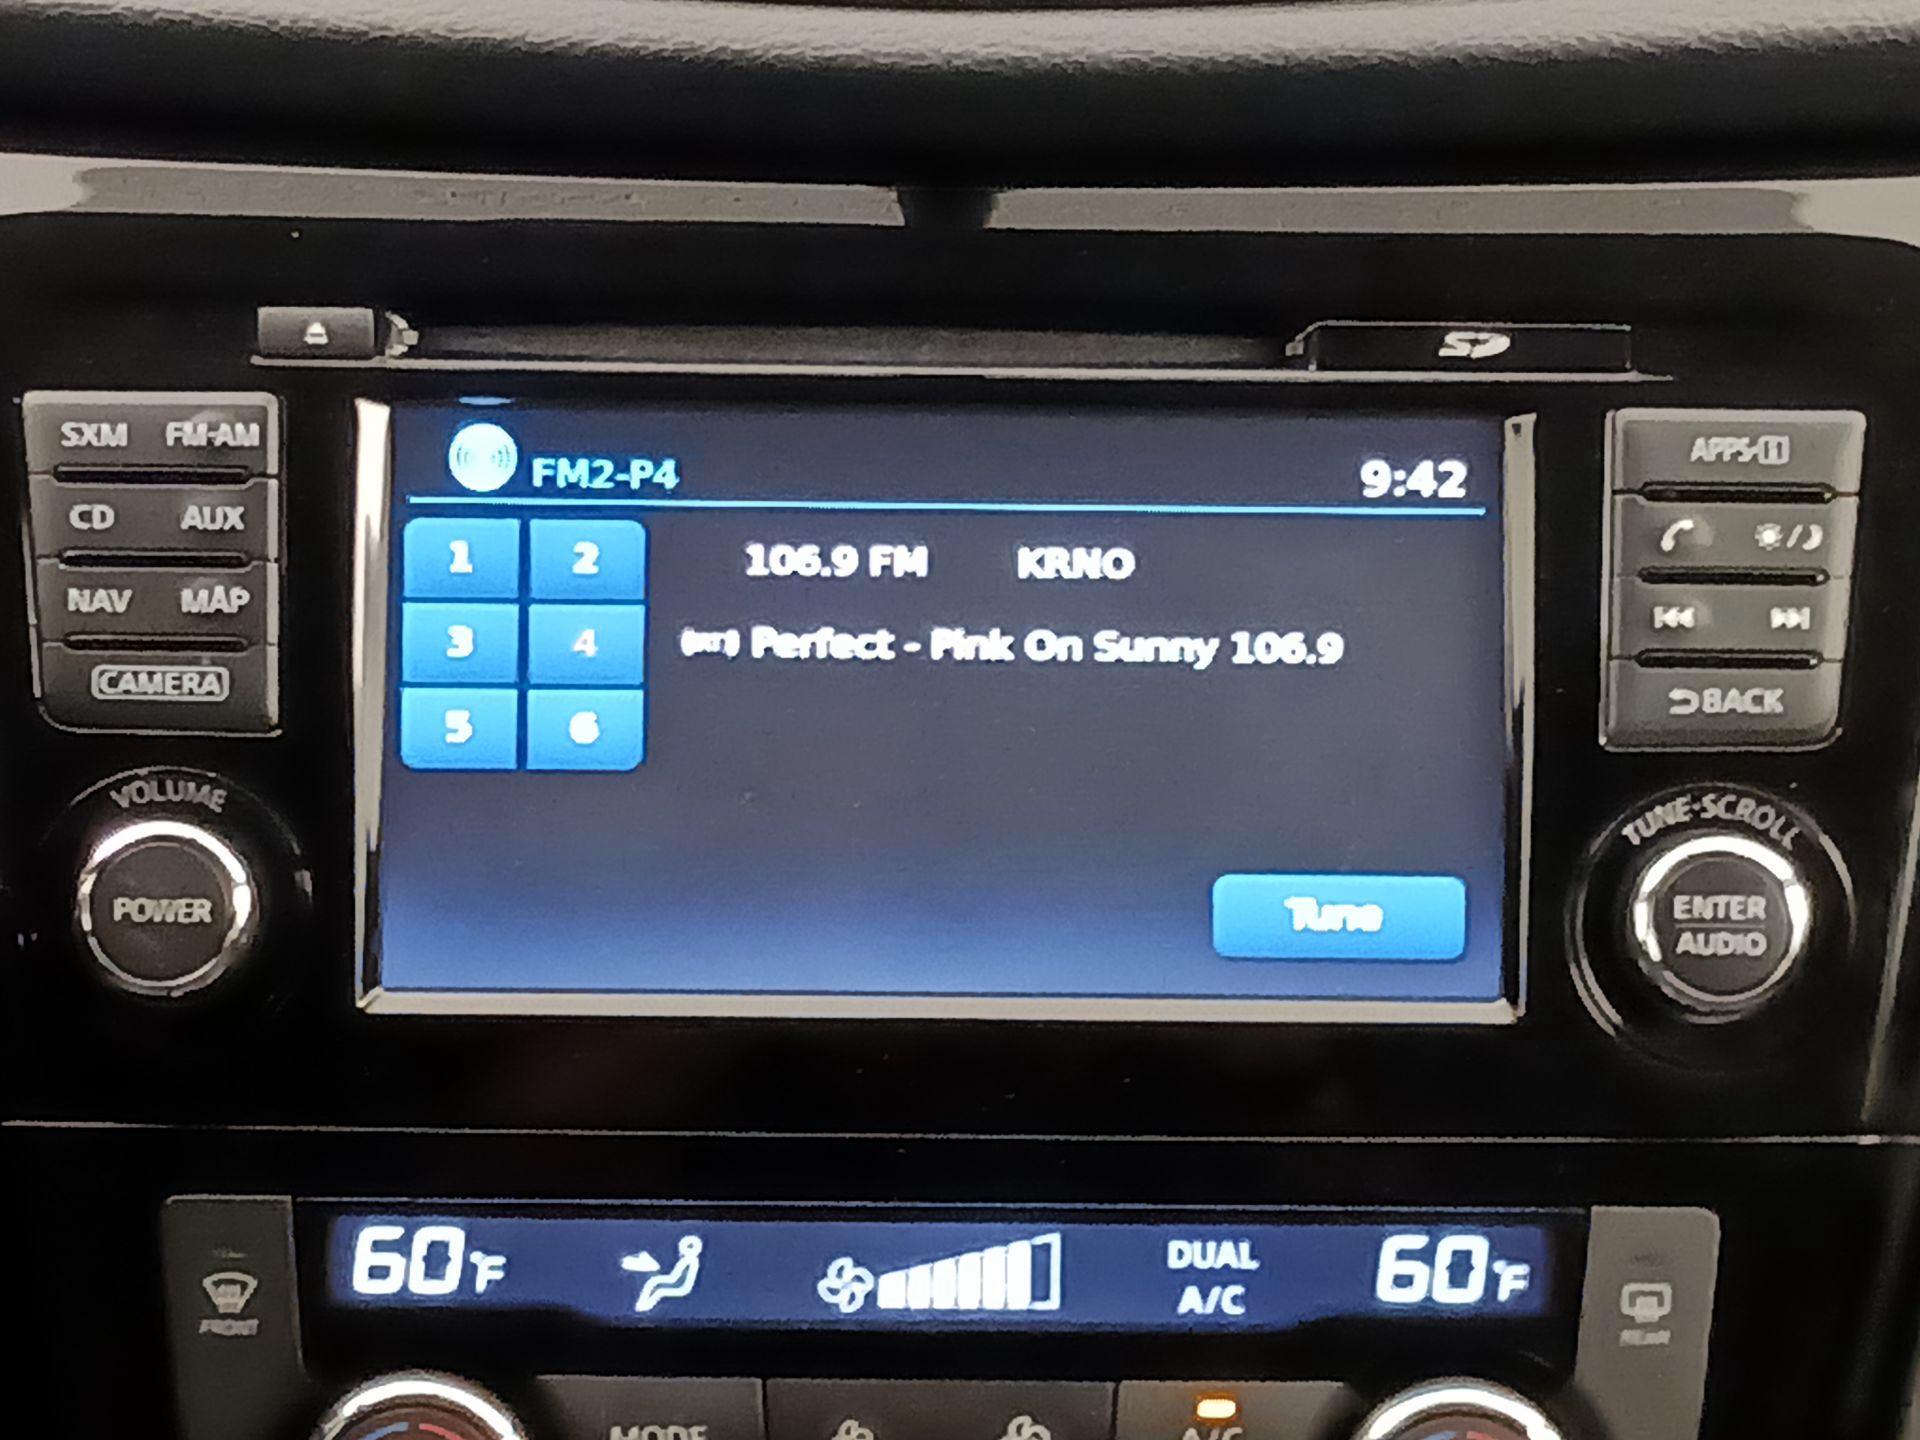 SD
SXM FM-AM
CD AUX
NAV MAP
CAMERA
VOLUME
POWER
FM2-P4 9:42
1 2
3 4
5 6
106.9 FM KRNO
Perfect - Pink On Sunny 106.9
Tune
APPS i
BACK
TUNE·SCROLL
ENTER
AUDIO
60°F
DUAL
A/C
60°F
FRONT
REAR
MODE
A/C